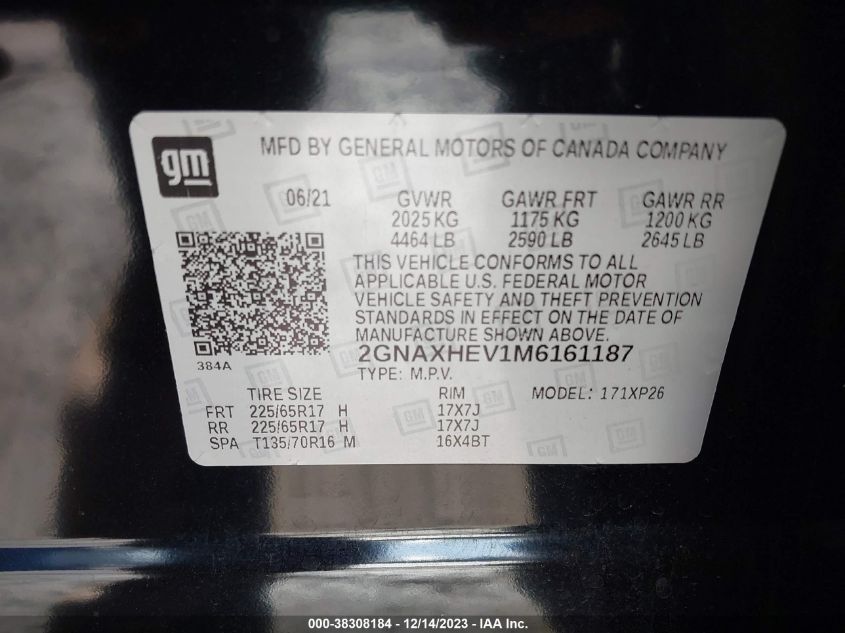 gm
MFD BY GENERAL MOTORS OF CANADA COMPANY
06/21 GVWR GAWR FRT GAWR RR
2025 KG 1175 KG 1200 KG
4464 LB 2590 LB 2645 LB
THIS VEHICLE CONFORMS TO ALL
APPLICABLE U.S. FEDERAL MOTOR
VEHICLE SAFETY AND THEFT PREVENTION
STANDARDS IN EFFECT ON THE DATE OF
MANUFACTURE SHOWN ABOVE.
384A
2GNAXHEV1M6161187
TYPE: M.P.V.
TIRE SIZE RIM MODEL: 171XP26
FRT 225/65R17 H 17X7J
RR 225/65R17 H 17X7J
SPA T135/70R16 M 16X4BT
000-38308184 - 12/14/2023 - IAA Inc.